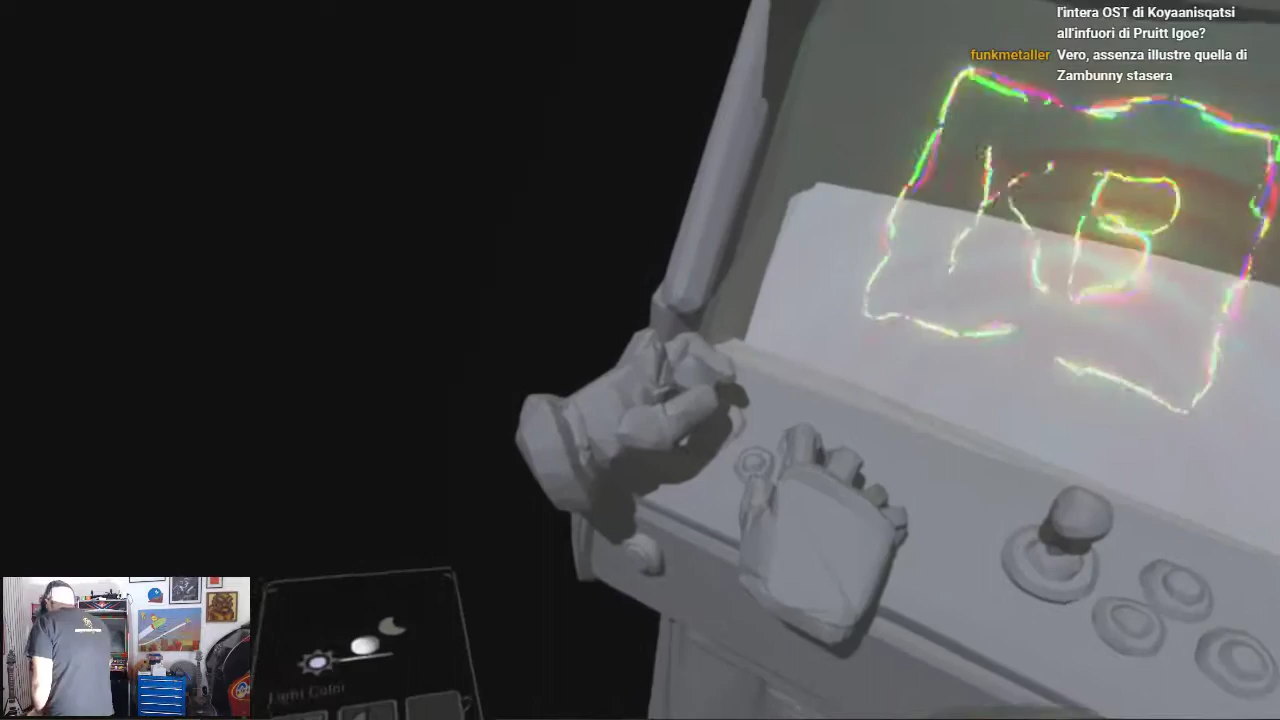 l'intera OST di Koyaanisqatsi
all'infuori di Pruitt Igoe?
funkmetaller Vero, assenza illustre quella di
Zambunny stasera
KB
Light Color